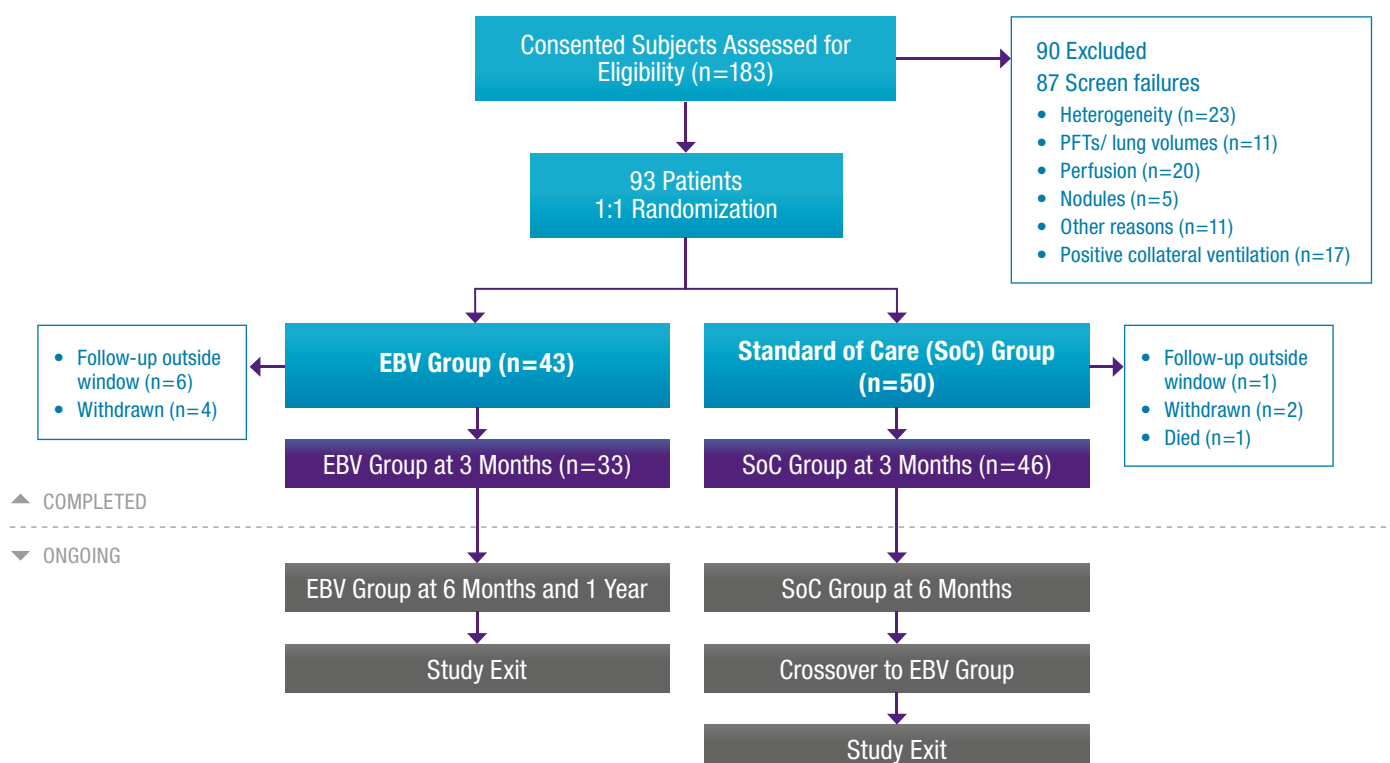 Consented Subjects Assessed for
Eligibility (n=183)
90 Excluded
87 Screen failures
• Heterogeneity (n=23)
• PFTs/ lung volumes (n=11)
• Perfusion (n=20)
• Nodules (n=5)
• Other reasons (n=11)
• Positive collateral ventilation (n=17)
93 Patients
1:1 Randomization
• Follow-up outside
window (n=6)
• Withdrawn (n=4)
EBV Group (n=43)
Standard of Care (SoC) Group
(n=50)
• Follow-up outside
window (n=1)
• Withdrawn (n=2)
• Died (n=1)
EBV Group at 3 Months (n=33)
SoC Group at 3 Months (n=46)
COMPLETED
ONGOING
EBV Group at 6 Months and 1 Year
SoC Group at 6 Months
Study Exit
Crossover to EBV Group
Study Exit